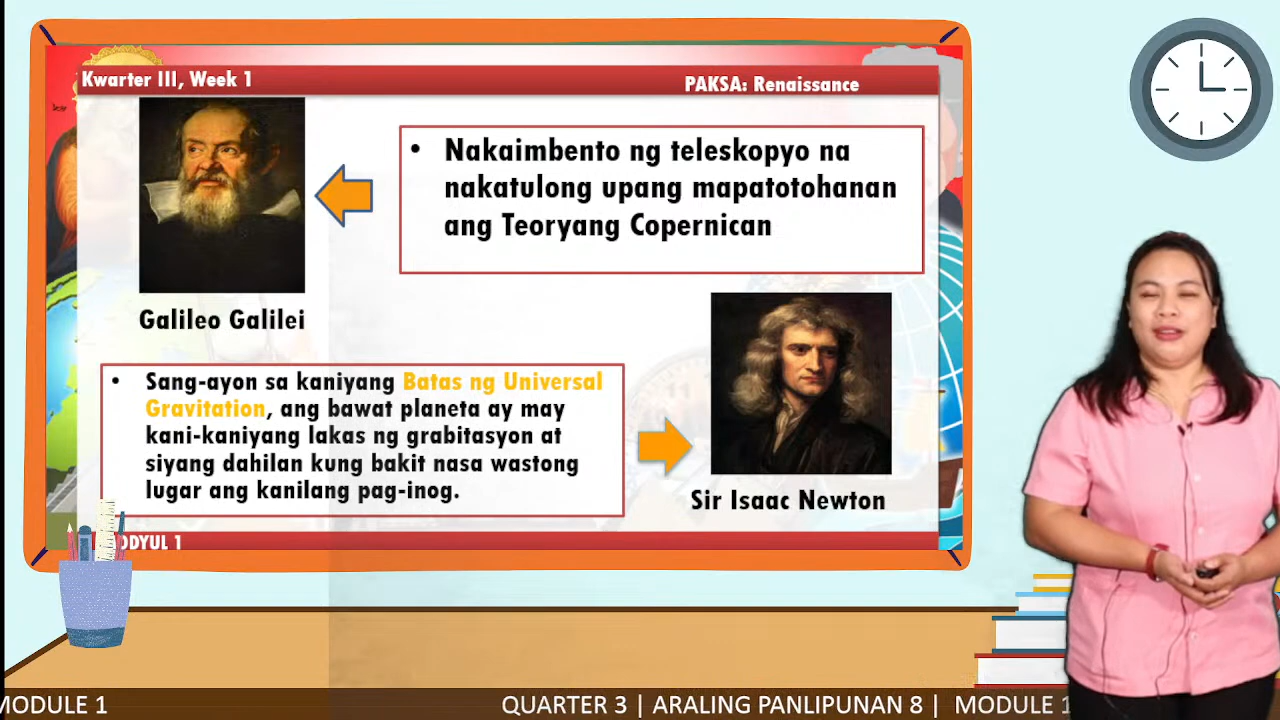 Kwarter III, Week 1
PAKSA: Renaissance
• Nakaimbento ng teleskopyo na
nakatulong upang mapatotohanan
ang Teoryang Copernican
Galileo Galilei
• Sang-ayon sa kaniyang Batas ng Universal
Gravitation, ang bawat planeta ay may
kani-kaniyang lakas ng grabitasyon at
siyang dahilan kung bakit nasa wastong
lugar ang kanilang pag-inog.
Sir Isaac Newton
ODYUL 1
MODULE 1
QUARTER 3 | ARALING PANLIPUNAN 8 | MODULE 1